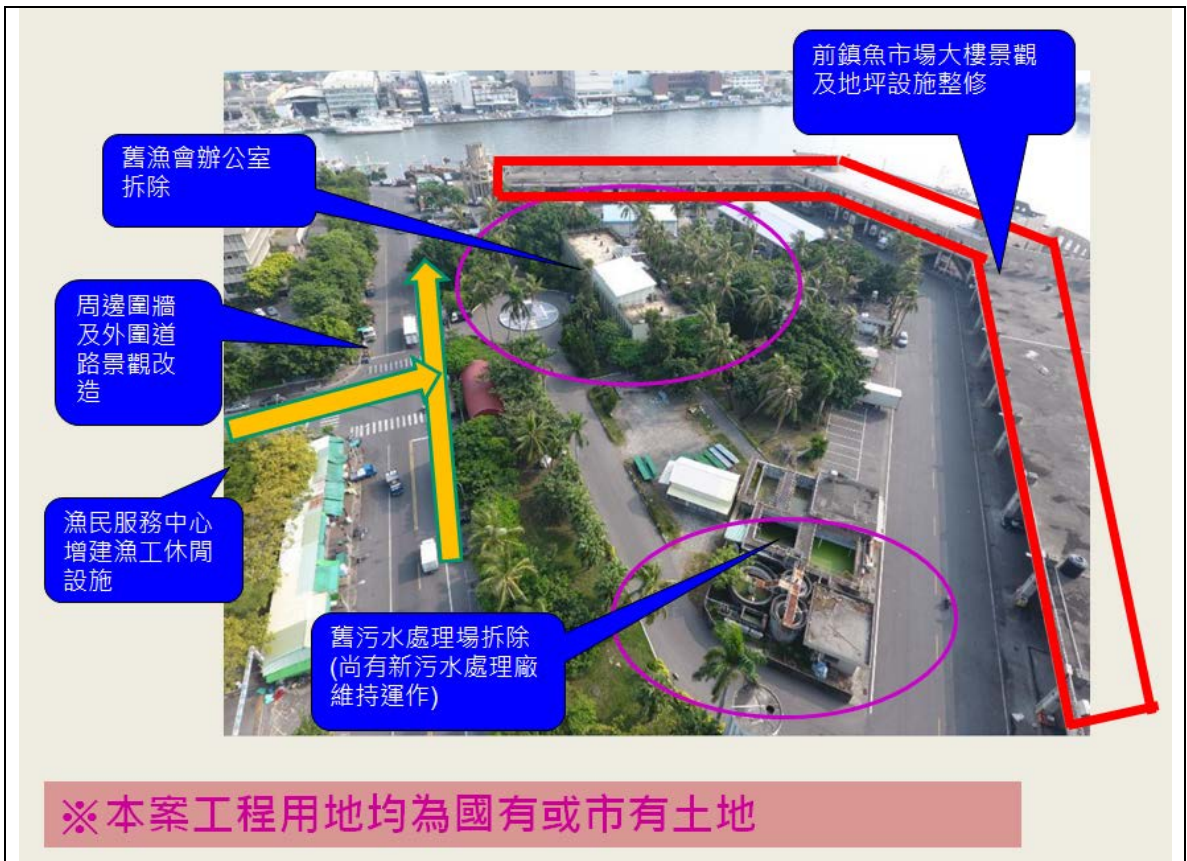 前鎮魚市場大樓景觀
及地坪設施整修
舊漁會辦公室
拆除
周邊圍牆
及外圍道
路景觀改
造
漁民服務中心
增建漁工休閒
設施
舊污水處理場拆除
(尚有新污水處理廠
維持運作)
※本案工程用地均為國有或市有土地